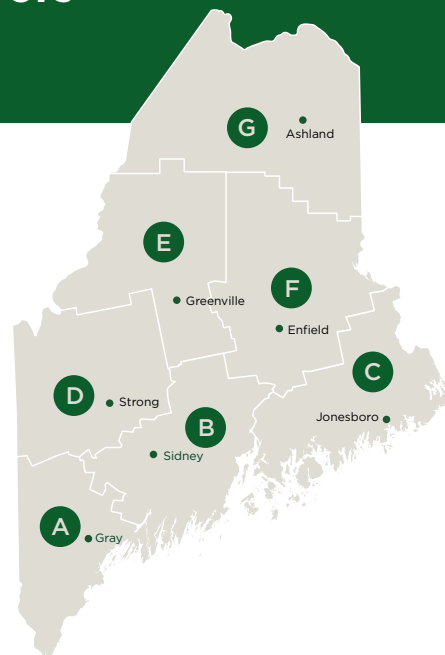 G
Ashland
E
F
Greenville
Enfield
C
D
Strong
Jonesboro
B
Sidney
A
Gray